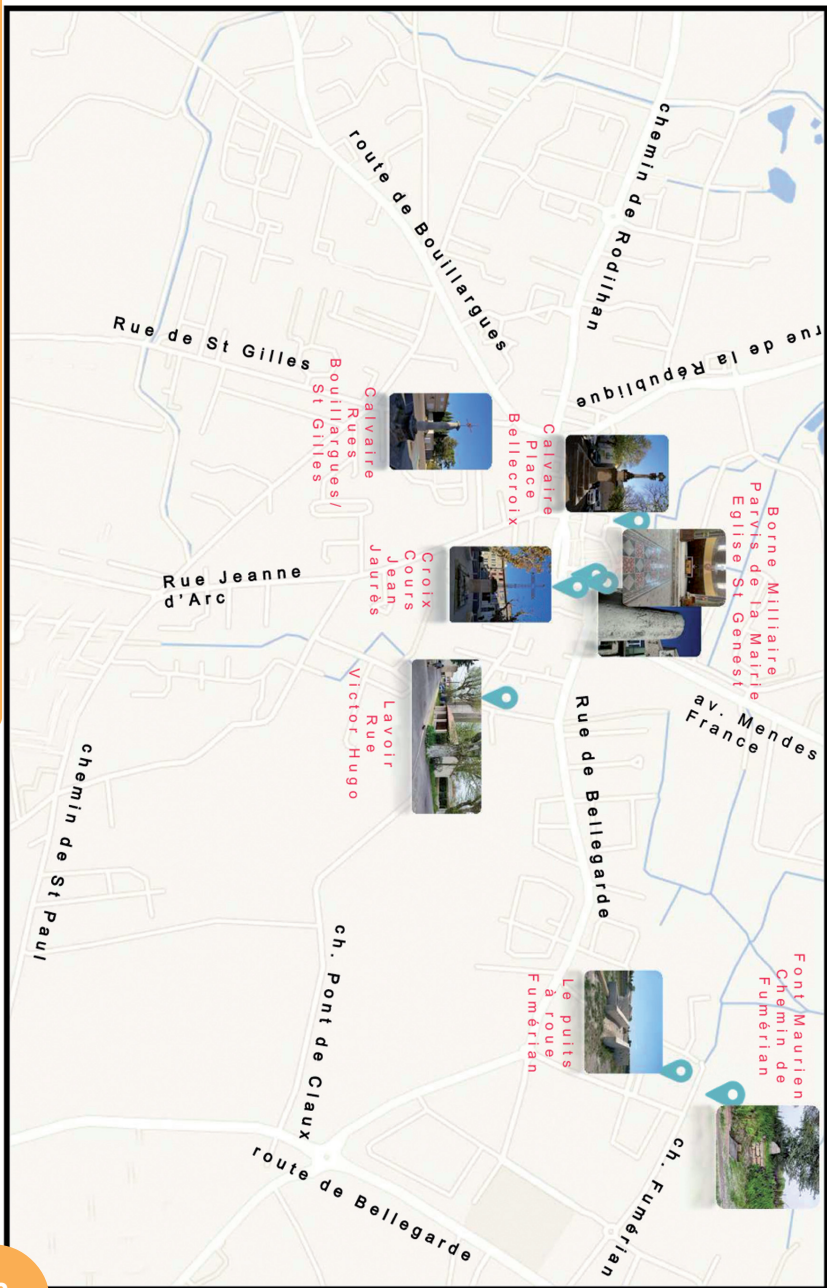 chemin de Rodilhan
route de Bouillargues
rue de la République
Rue de St Gilles
Calvaire
Rues
Bouillargues/
St Gilles
Calvaire
Place
Bellecroix
Borne Milliaire
Parvis de la Mairie
Eglise St Genest
Croix
Cours
Jean
Jaurès
Rue Jeanne
d'Arc
Lavoir
Rue
Victor Hugo
av. Mendes
France
Rue de Bellegarde
chemin de St Paul
ch. Pont de Claux
Font Maurien
Chemin de
Fumérian
Le puits
à roue
Fumérian
ch. Fumérian
route de Bellegarde